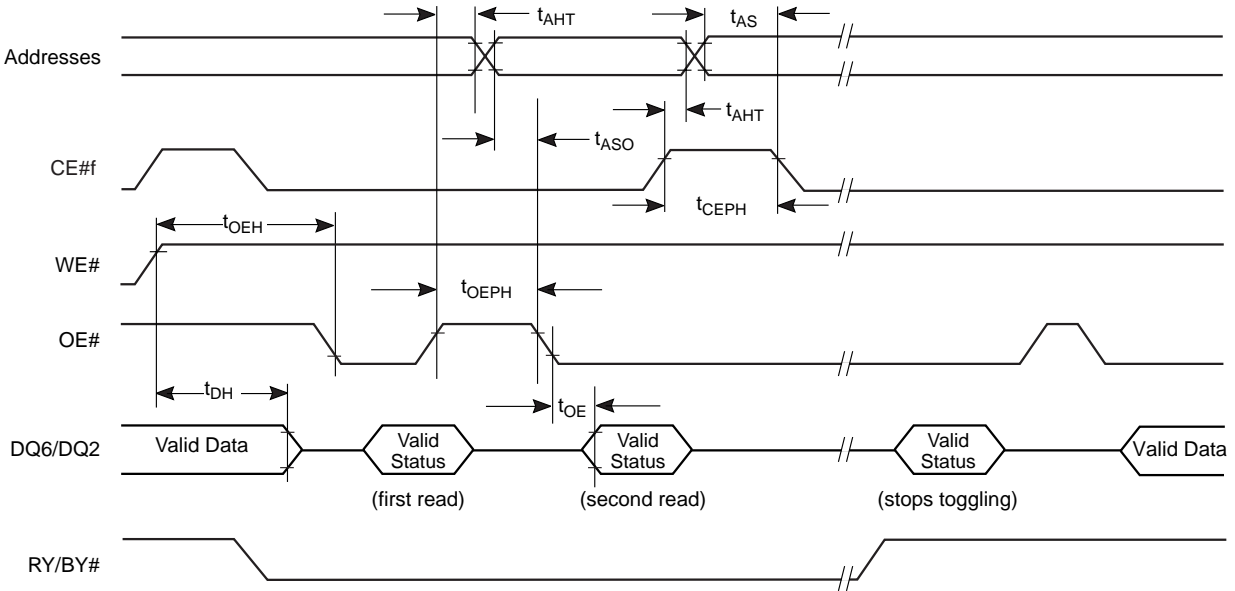 tAHT
tAS
Addresses
tAHT
tASO
CE#f
tCEPH
tOEH
WE#
tOEPH
OE#
tDH
tOE
DQ6/DQ2
Valid Data
Valid
Status
Valid
Status
Valid
Status
Valid Data
(first read)
(second read)
(stops toggling)
RY/BY#